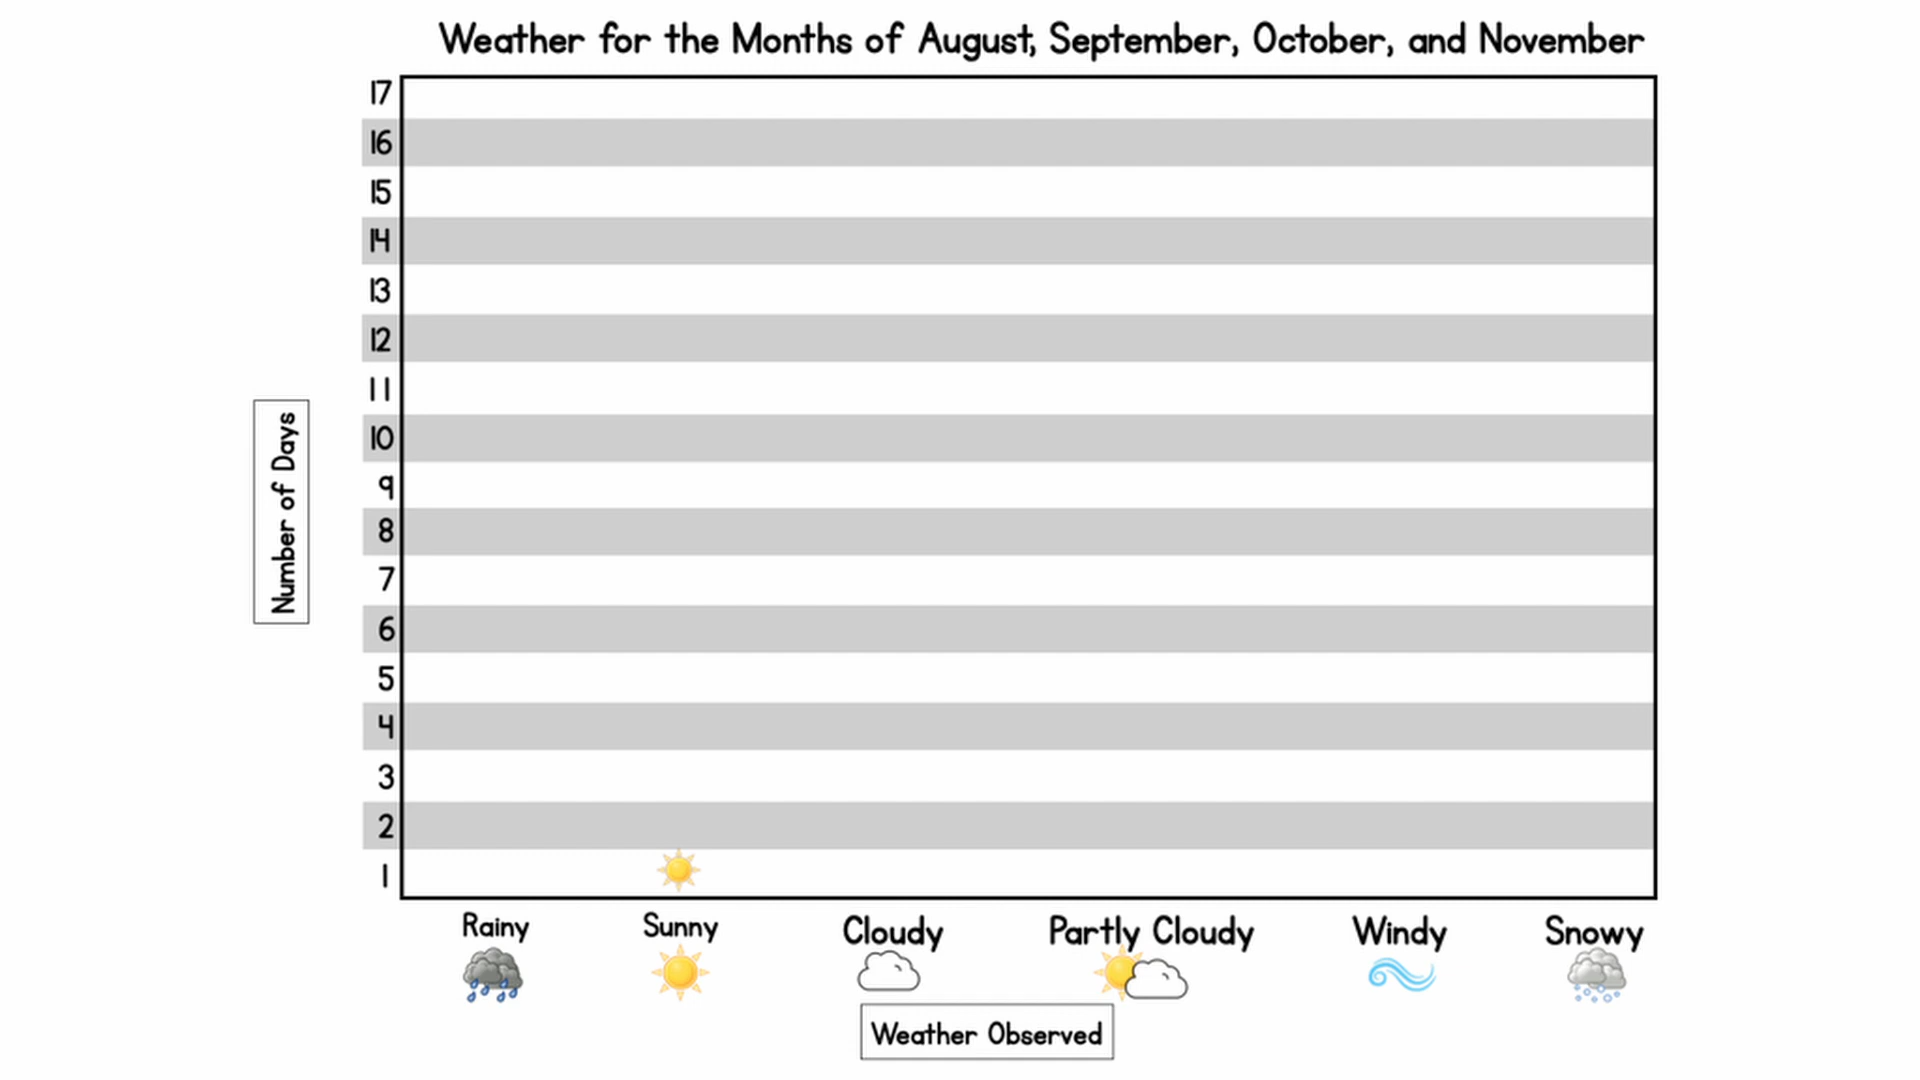 Weather for the Months of August, September, October, and November
17
16
15
14
13
12
11
10
9
8
7
6
5
4
3
2
1
Number of Days
Rainy
Sunny
Cloudy
Partly Cloudy
Windy
Snowy
Weather Observed